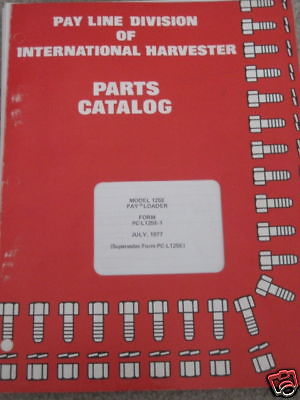 PAY LINE DIVISION
OF
INTERNATIONAL HARVESTER
PARTS
CATALOG
MODEL 125E
PAY LOADER
FORM
PC-L125E-1
JULY, 1977
(Supersedes Form PC-L125E)